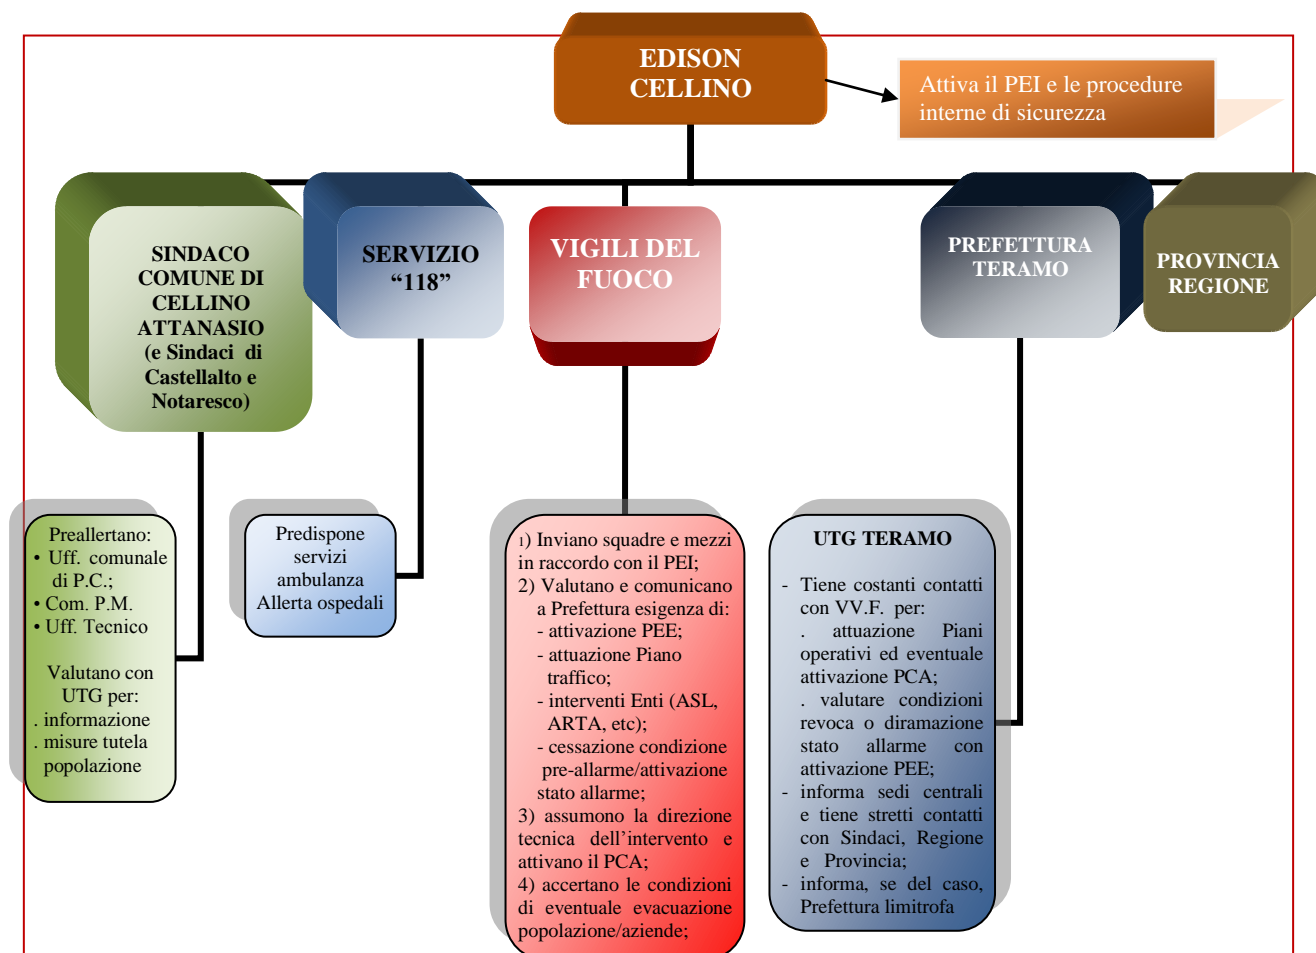 EDISON
CELLINO
Attiva il PEI e le procedure
interne di sicurezza
SINDACO
COMUNE DI
CELLINO
ATTANASIO
(e Sindaci di
Castellalto e
Notaresco)
SERVIZIO
“118”
VIGILI DEL
FUOCO
PREFETTURA
TERAMO
PROVINCIA
REGIONE
Preallertano:
• Uff. comunale
di P.C.;
• Com. P.M.
• Uff. Tecnico
Valutano con
UTG per:
. informazione
. misure tutela
popolazione
Predispone
servizi
ambulanza
Allerta ospedali
1) Inviano squadre e mezzi
in raccordo con il PEI;
2) Valutano e comunicano
a Prefettura esigenza di:
- attivazione PEE;
- attuazione Piano
traffico;
- interventi Enti (ASL,
ARTA, etc);
- cessazione condizione
pre-allarme/attivazione
stato allarme;
3) assumono la direzione
tecnica dell’intervento e
attivano il PCA;
4) accertano le condizioni
di eventuale evacuazione
popolazione/aziende;
UTG TERAMO
- Tiene costanti contatti
con VV.F. per:
. attuazione Piani
operativi ed eventuale
attivazione PCA;
. valutare condizioni
revoca o diramazione
stato allarme con
attivazione PEE;
- informa sedi centrali
e tiene stretti contatti
con Sindaci, Regione
e Provincia;
- informa, se del caso,
Prefettura limitrofa